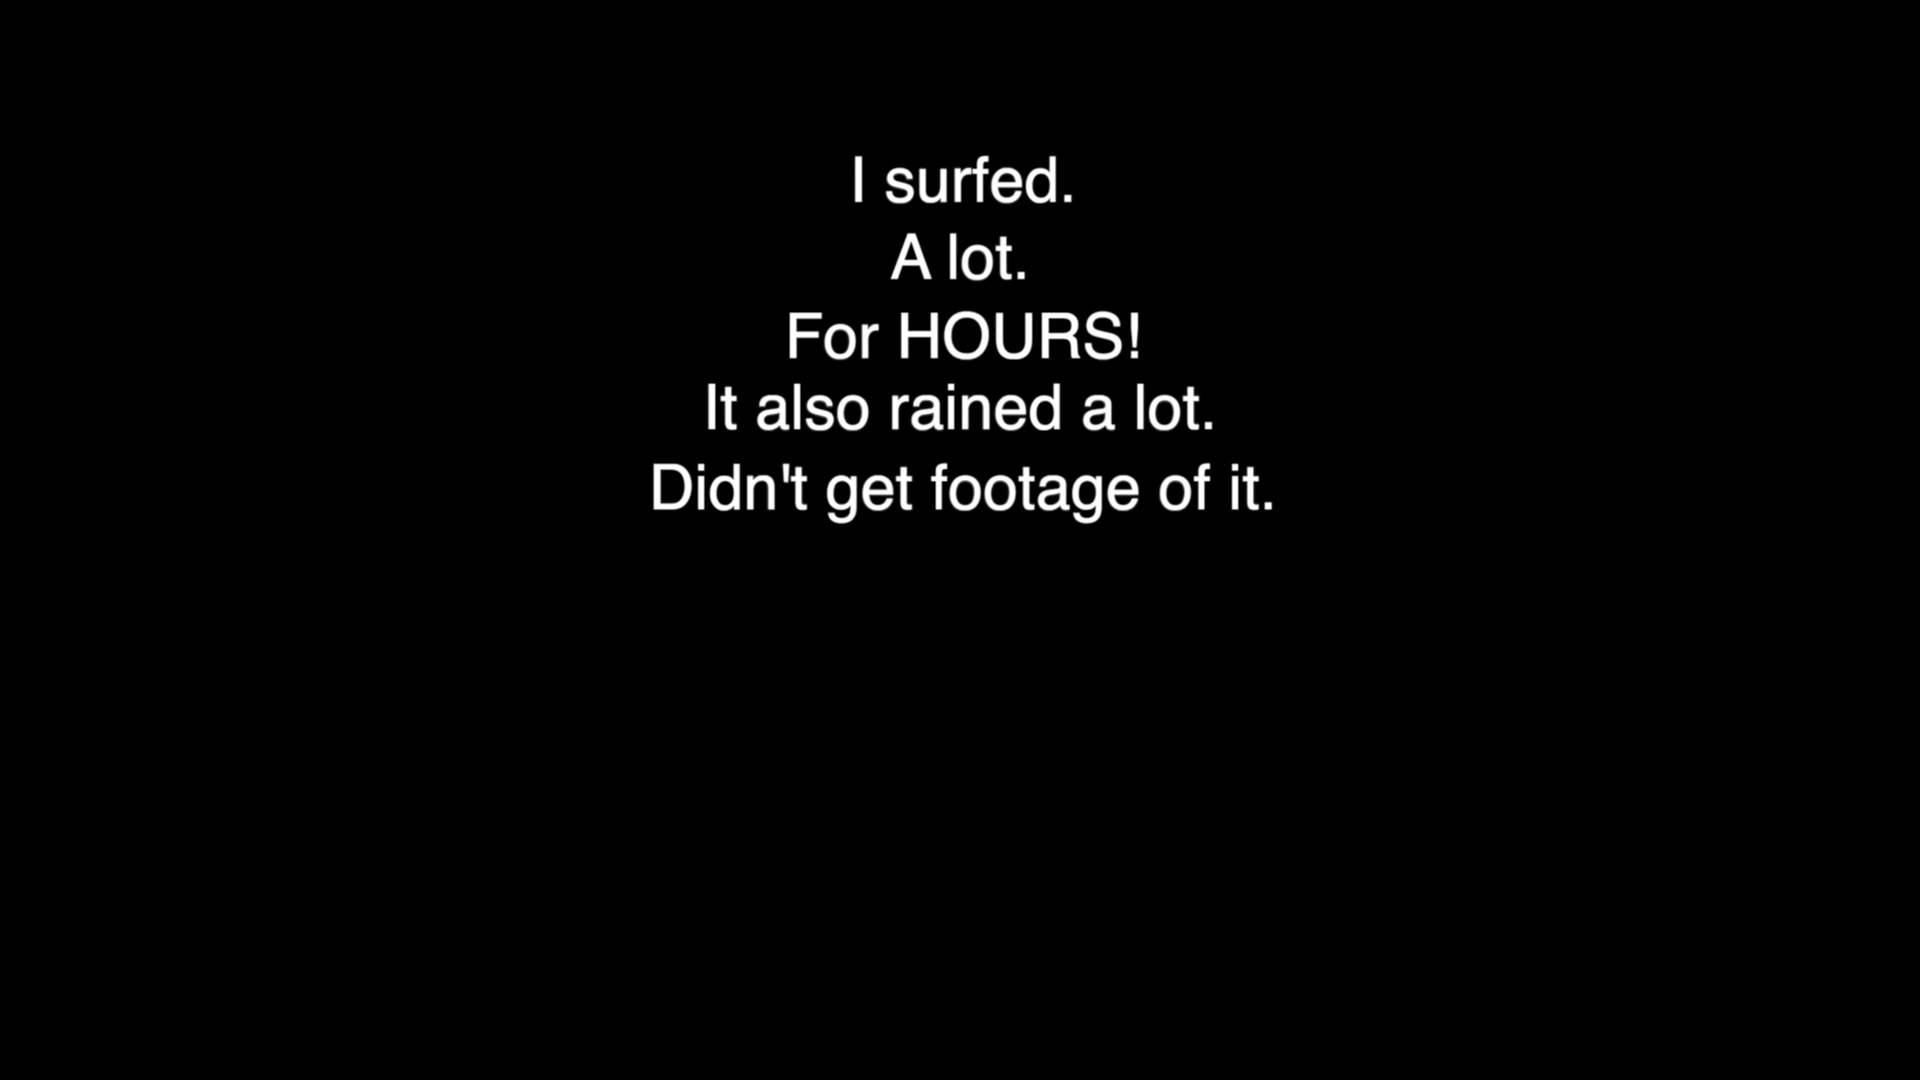 I surfed.
A lot.
For HOURS!
It also rained a lot.
Didn't get footage of it.